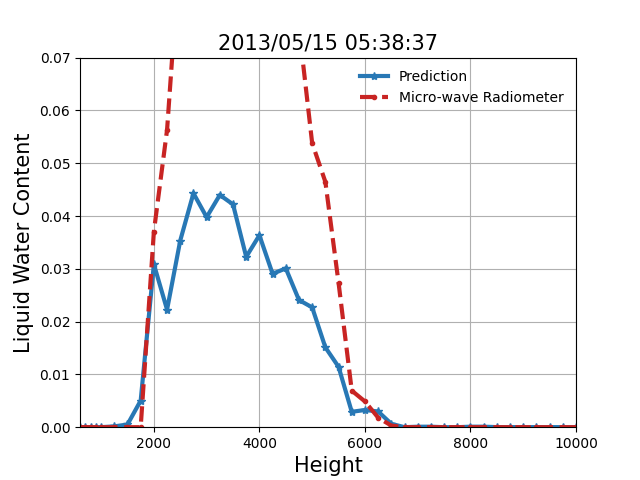 2013/05/15 05:38:37
Prediction
Micro-wave Radiometer
Liquid Water Content
0.07
0.06
0.05
0.04
0.03
0.02
0.01
0.00
2000 4000 6000 8000 10000
Height